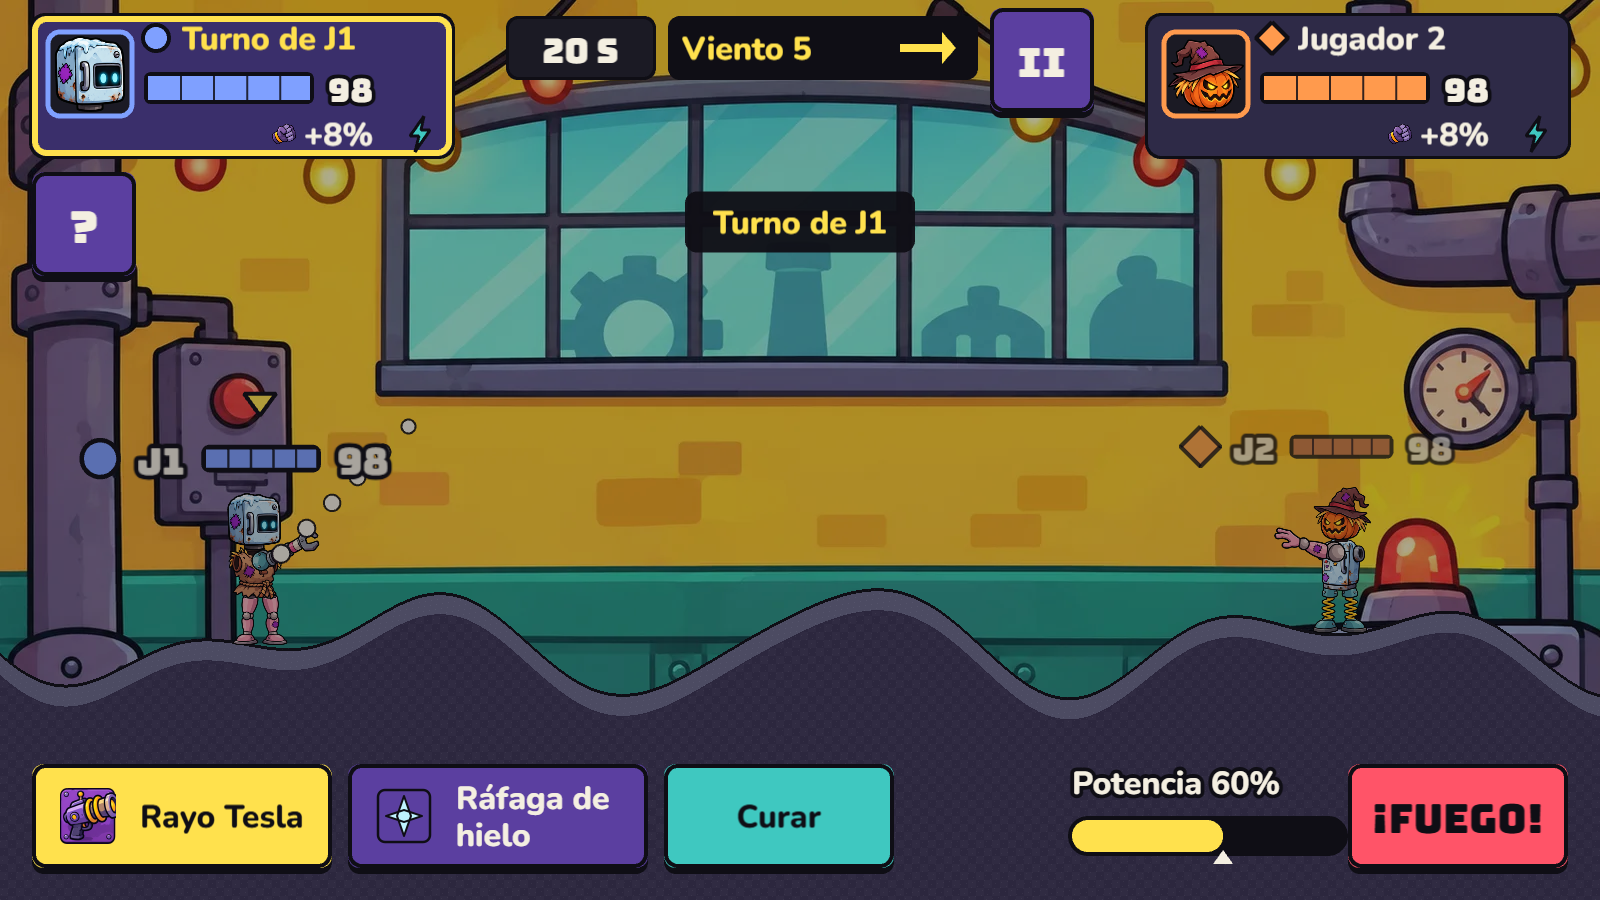 Turno de J1
98
+8%
20 S
Viento 5
II
Jugador 2
98
+8%
?
Turno de J1
J1
98
J2
98
Rayo Tesla
Ráfaga de
hielo
Curar
Potencia 60%
¡FUEGO!